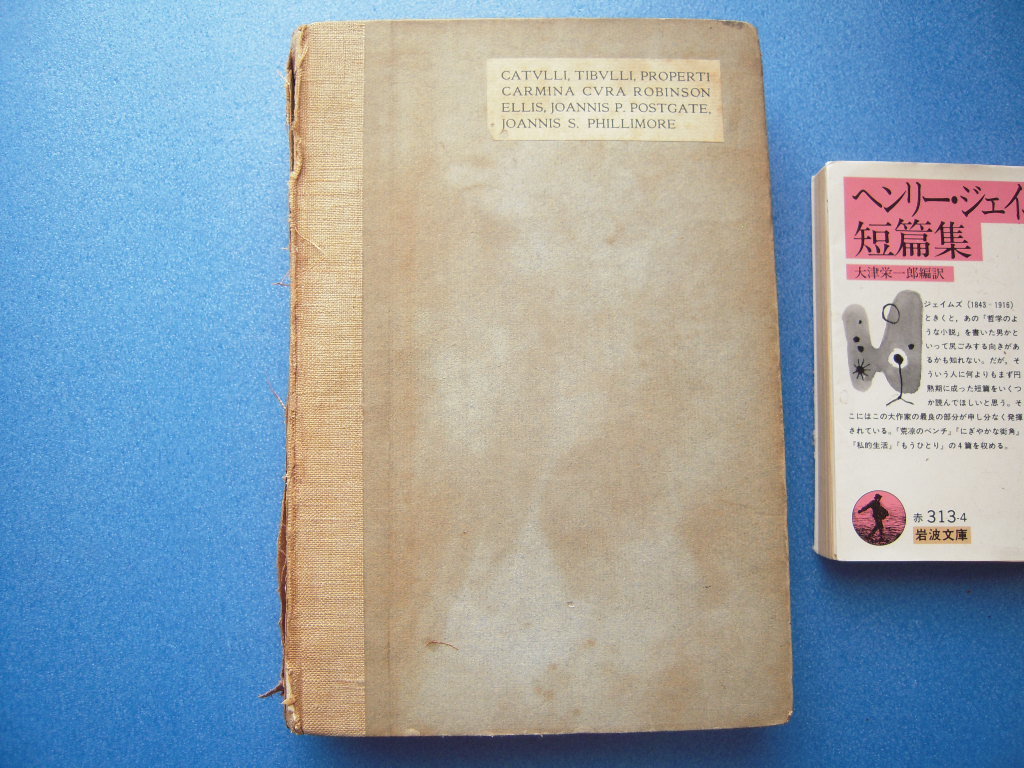 CATVLLI, TIBVLLI, PROPERTI
CARMINA CVRA ROBINSON
ELLIS, JOANNIS P. POSTGATE,
JOANNIS S. PHILLIMORE
ヘンリー・ジェイ
短篇集
大津栄一郎編訳
ジェイムズ(1843-1916)
ときくと,あの「哲学のよ
うな小説」を書いた男かと
いって尻ごみする向きがあ
るかも知れない。だが,そ
ういう人に何よりもまず円
熟期に成った短篇をいくつ
か読んでほしいと思う。そ
こにはこの大作家の最良の部分が申し分なく発揮
されている。「荒涼のベンチ」「にぎやかな街角」
「私的生活」「もうひとり」の4篇を収める。
赤 313-4
岩波文庫